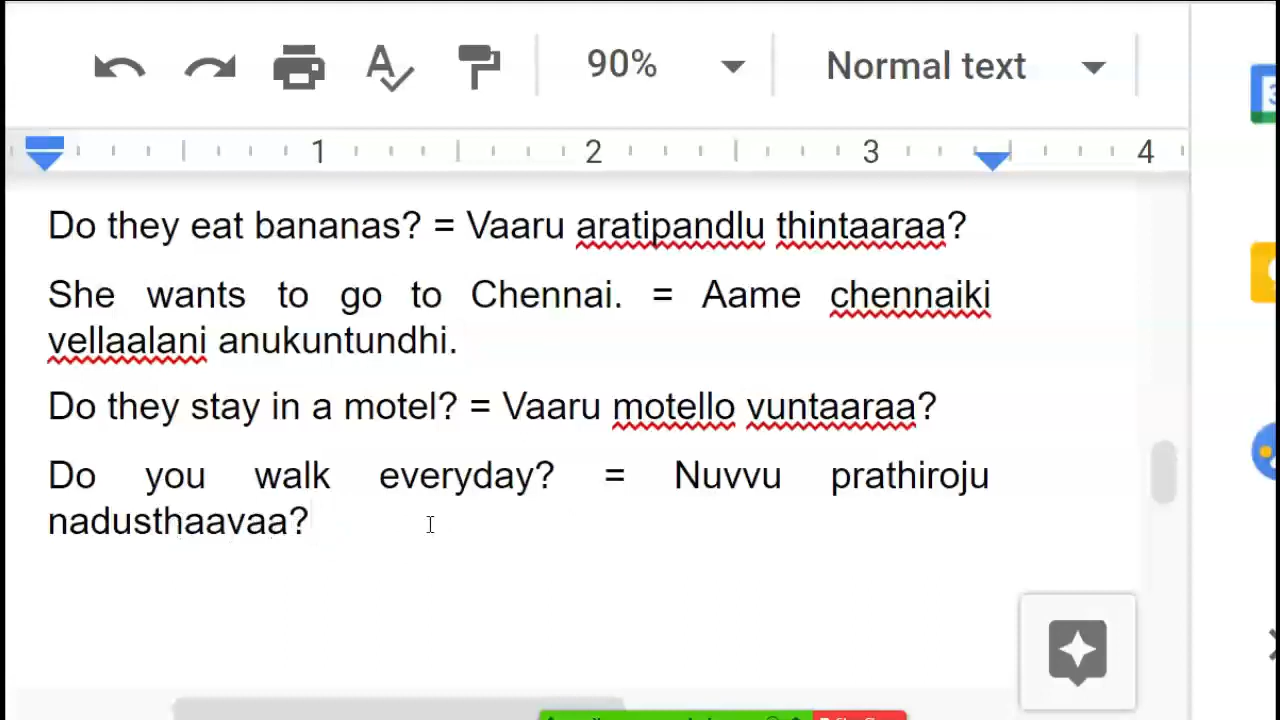 90% Normal text
1 2 3 4
Do they eat bananas? = Vaaru aratipandlu thintaaraa?
She wants to go to Chennai. = Aame chennaiki
vellaalani anukuntundhi.
Do they stay in a motel? = Vaaru motello vuntaaraa?
Do you walk everyday? = Nuvvu prathiroju
nadusthaavaa?